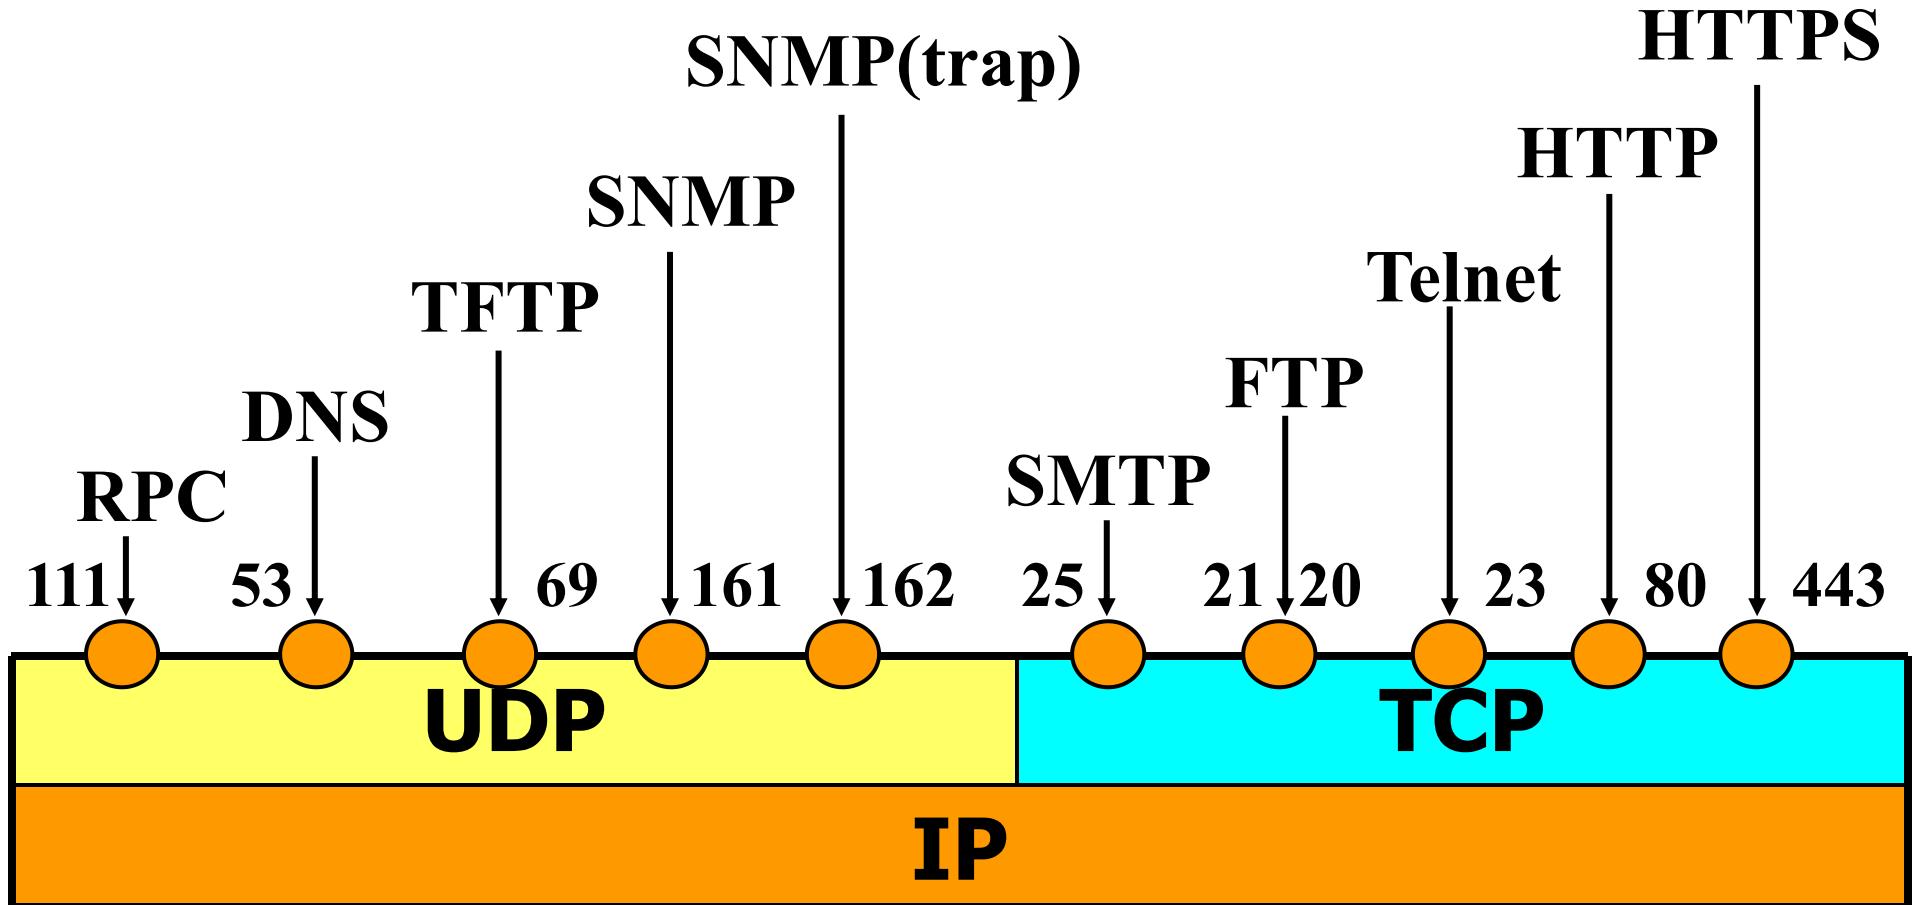 HTTPS
SNMP(trap)
HTTP
SNMP
Telnet
TFTP
FTP
DNS
SMTP
RPC
111 53 69 161 162 25 21 20 23 80 443
UDP TCP
IP